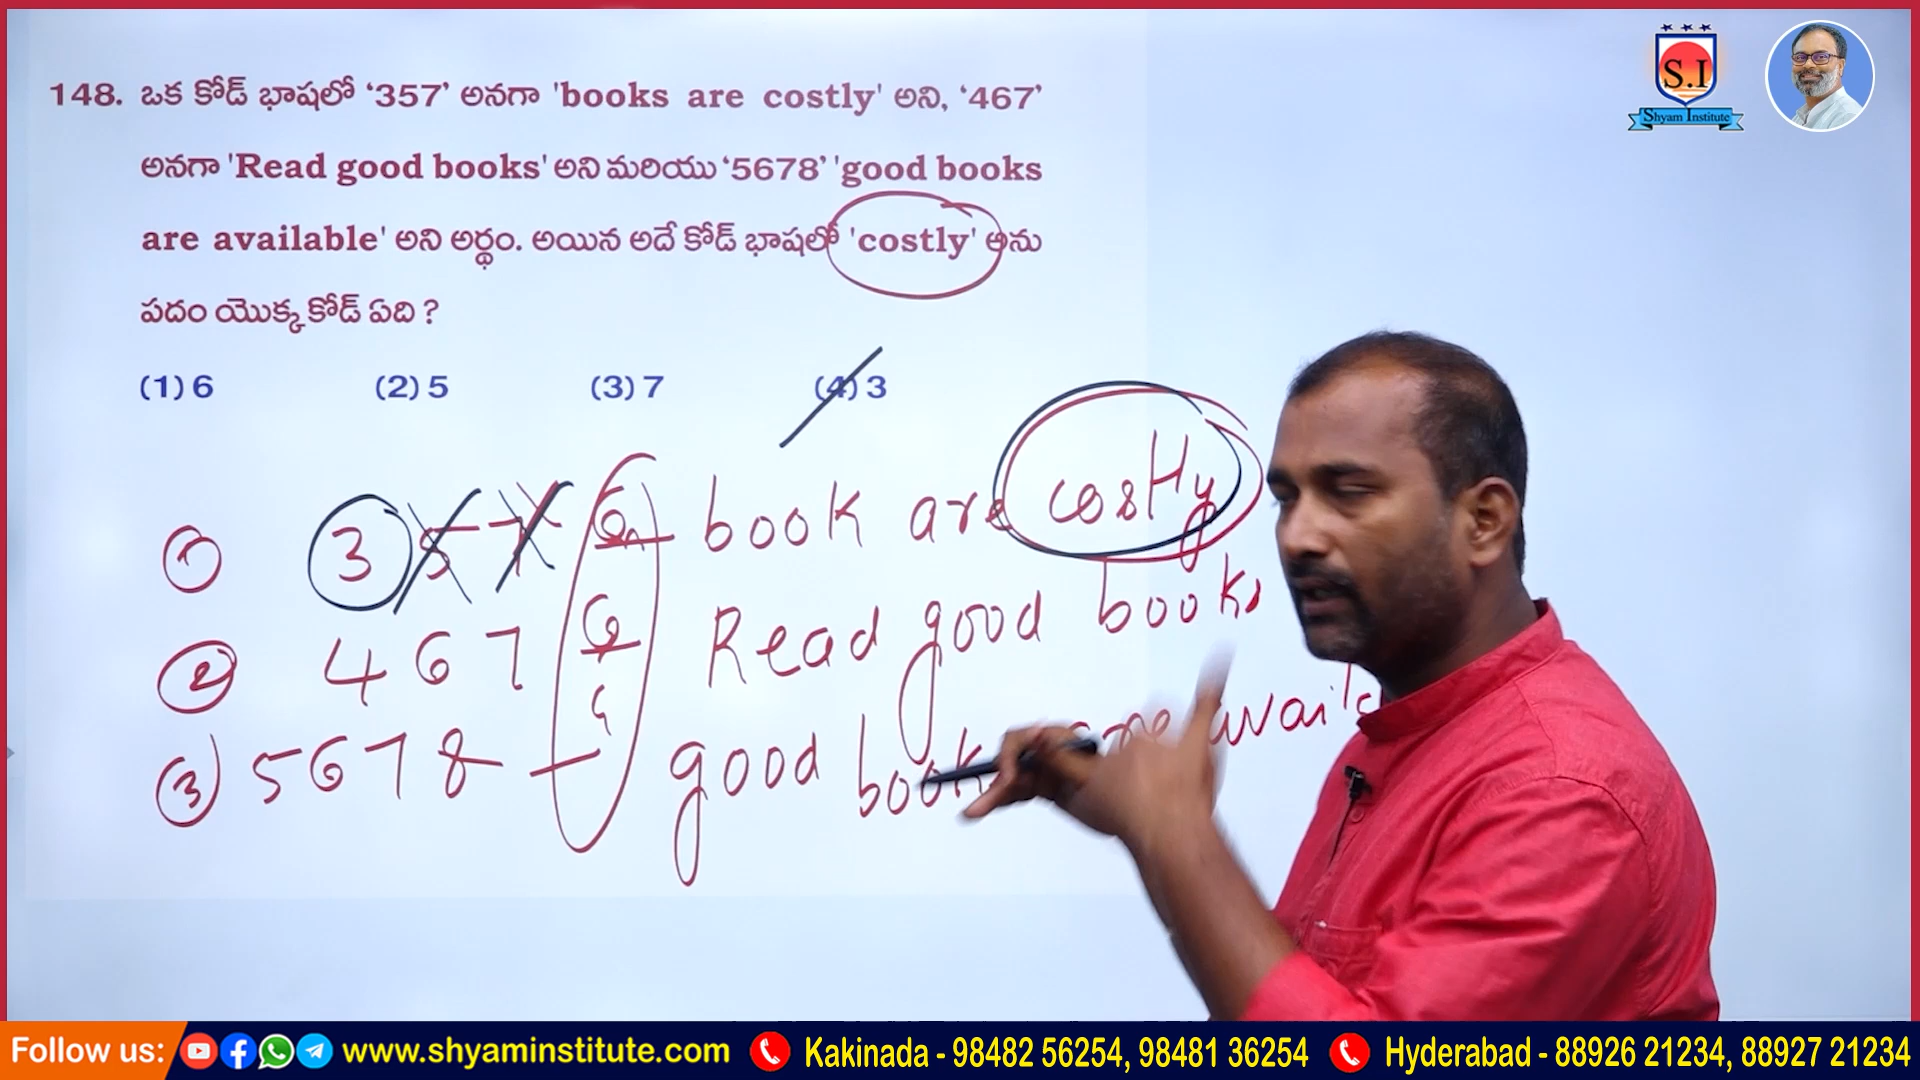 148. ఒక కోడ్ భాషలో ‘357’ అనగా 'books are costly' అని, ‘467’
అనగా 'Read good books' అని మరియు ‘5678’ 'good books
are available' అని అర్థం. అయిన అదే కోడ్ భాషలో 'costly' అను
పదం యొక్క కోడ్ ఏది ?
(1) 6 (2) 5 (3) 7 (4) 3
① 3 5 7 book are costly
② 4 6 7 Read good books
③ 5 6 7 8 — good book are
S.I
Shyam Institute
Follow us: www.shyaminstitute.com Kakinada - 98482 56254, 98481 36254 Hyderabad - 88926 21234, 88927 21234